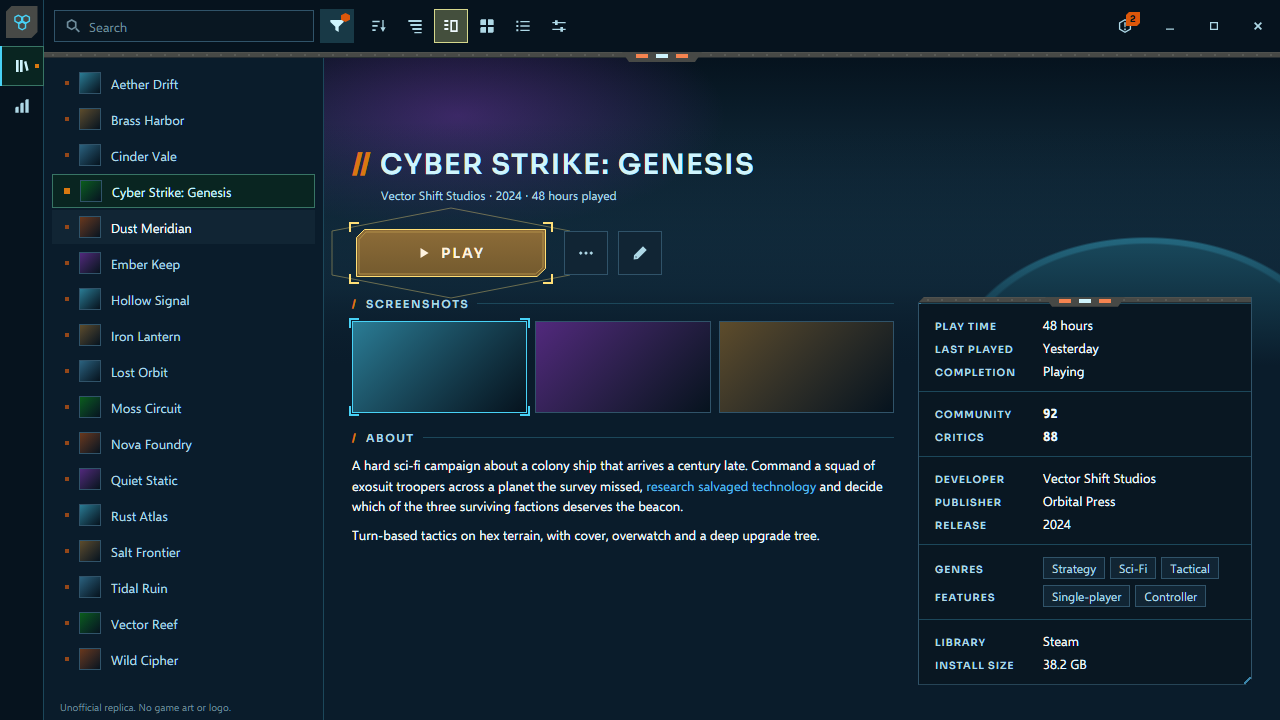 Search
2
Aether Drift
Brass Harbor
Cinder Vale
Cyber Strike: Genesis
Dust Meridian
Ember Keep
Hollow Signal
Iron Lantern
Lost Orbit
Moss Circuit
Nova Foundry
Quiet Static
Rust Atlas
Salt Frontier
Tidal Ruin
Vector Reef
Wild Cipher
Unofficial replica. No game art or logo.
// CYBER STRIKE: GENESIS
Vector Shift Studios · 2024 · 48 hours played
PLAY
/ SCREENSHOTS
/ ABOUT
A hard sci-fi campaign about a colony ship that arrives a century late. Command a squad of
exosuit troopers across a planet the survey missed, research salvaged technology and decide
which of the three surviving factions deserves the beacon.
Turn-based tactics on hex terrain, with cover, overwatch and a deep upgrade tree.
PLAY TIME 48 hours
LAST PLAYED Yesterday
COMPLETION Playing
COMMUNITY 92
CRITICS 88
DEVELOPER Vector Shift Studios
PUBLISHER Orbital Press
RELEASE 2024
GENRES Strategy Sci-Fi Tactical
FEATURES Single-player Controller
LIBRARY Steam
INSTALL SIZE 38.2 GB